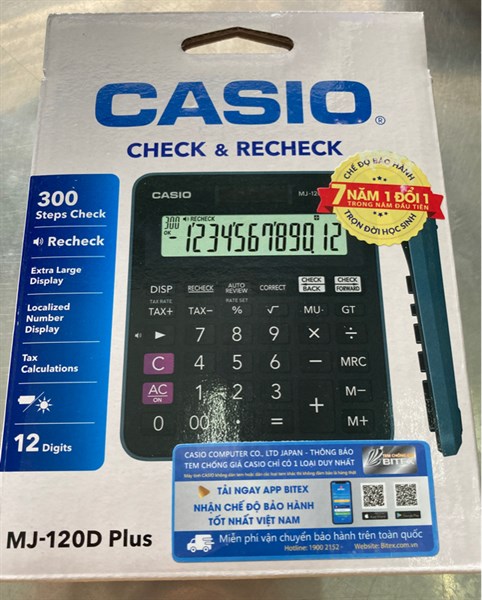 CASIO®
CHECK & RECHECK
300
Steps Check
Recheck
Extra Large
Display
Localized
Number
Display
Tax
Calculations
12 Digits
MJ-120D Plus
CHẾ ĐỘ BẢO HÀNH
7 NĂM 1 ĐỔI 1
TRONG NĂM ĐẦU TIÊN
TRỌN ĐỜI HỌC SINH
CASIO
MJ-12
300 RECHECK
OK
-1234567890.12
DISP RECHECK AUTO REVIEW CORRECT CHECK BACK CHECK FORWARD
TAX RATE RATE SET
TAX+ TAX− % √ MU· GT
7 8 9 × ÷
C 4 5 6 − MRC
AC ON 1 2 3 + M−
0 00 · = M+
CASIO COMPUTER CO., LTD JAPAN - THÔNG BÁO
TEM CHỐNG GIẢ CASIO CHỈ CÓ 1 LOẠI DUY NHẤT
BITEX
TẢI NGAY APP BITEX
NHẬN CHẾ ĐỘ BẢO HÀNH
TỐT NHẤT VIỆT NAM
Miễn phí vận chuyển bảo hành trên toàn quốc
Hotline: 1900 2152 - Website: Bitex.com.vn